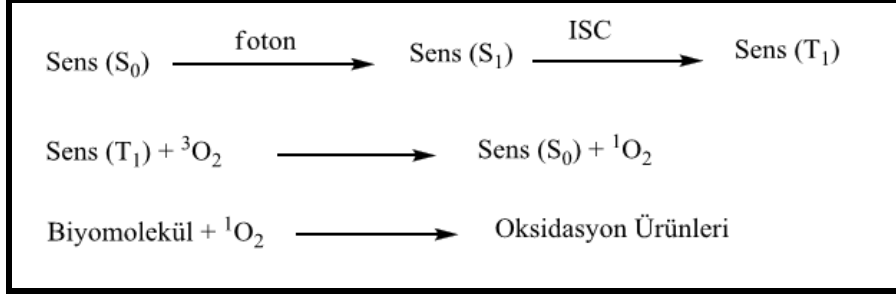 Sens (S₀) foton Sens (S₁) ISC Sens (T₁)
Sens (T₁) + ³O₂ Sens (S₀) + ¹O₂
Biyomolekül + ¹O₂ Oksidasyon Ürünleri